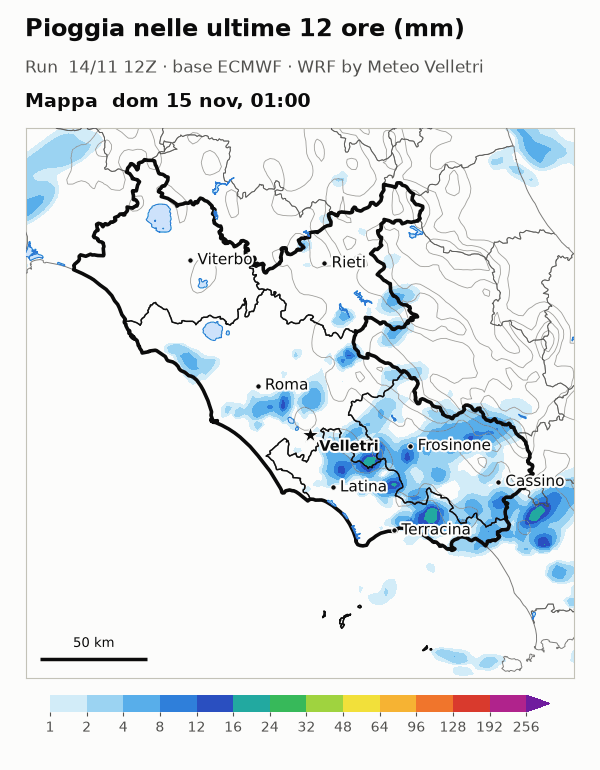 Pioggia nelle ultime 12 ore (mm)
Run 14/11 12Z · base ECMWF · WRF by Meteo Velletri
Mappa dom 15 nov, 01:00
Viterbo
Rieti
Roma
Velletri
Frosinone
Latina
Cassino
Terracina
50 km
1 2 4 8 12 16 24 32 48 64 96 128 192 256